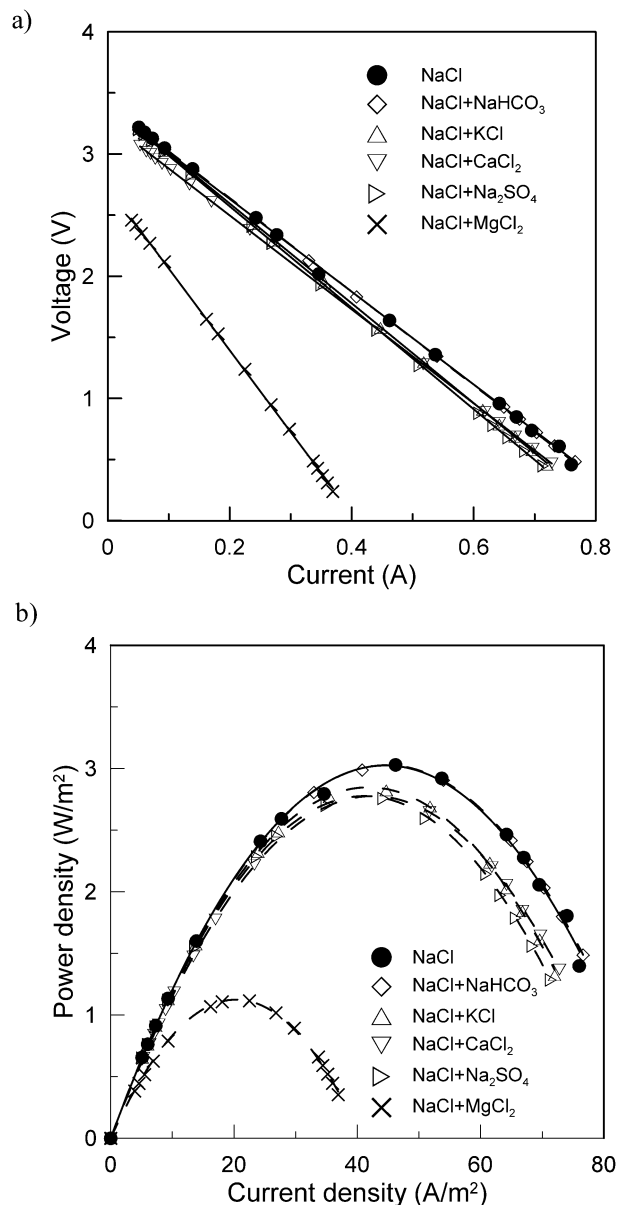 a)
4
NaCl
NaCl+NaHCO₃
NaCl+KCl
NaCl+CaCl₂
NaCl+Na₂SO₄
NaCl+MgCl₂
3
2
1
0
Voltage (V)
0 0.2 0.4 0.6 0.8
Current (A)
b)
4
3
2
1
0
Power density (W/m²)
NaCl
NaCl+NaHCO₃
NaCl+KCl
NaCl+CaCl₂
NaCl+Na₂SO₄
NaCl+MgCl₂
0 20 40 60 80
Current density (A/m²)